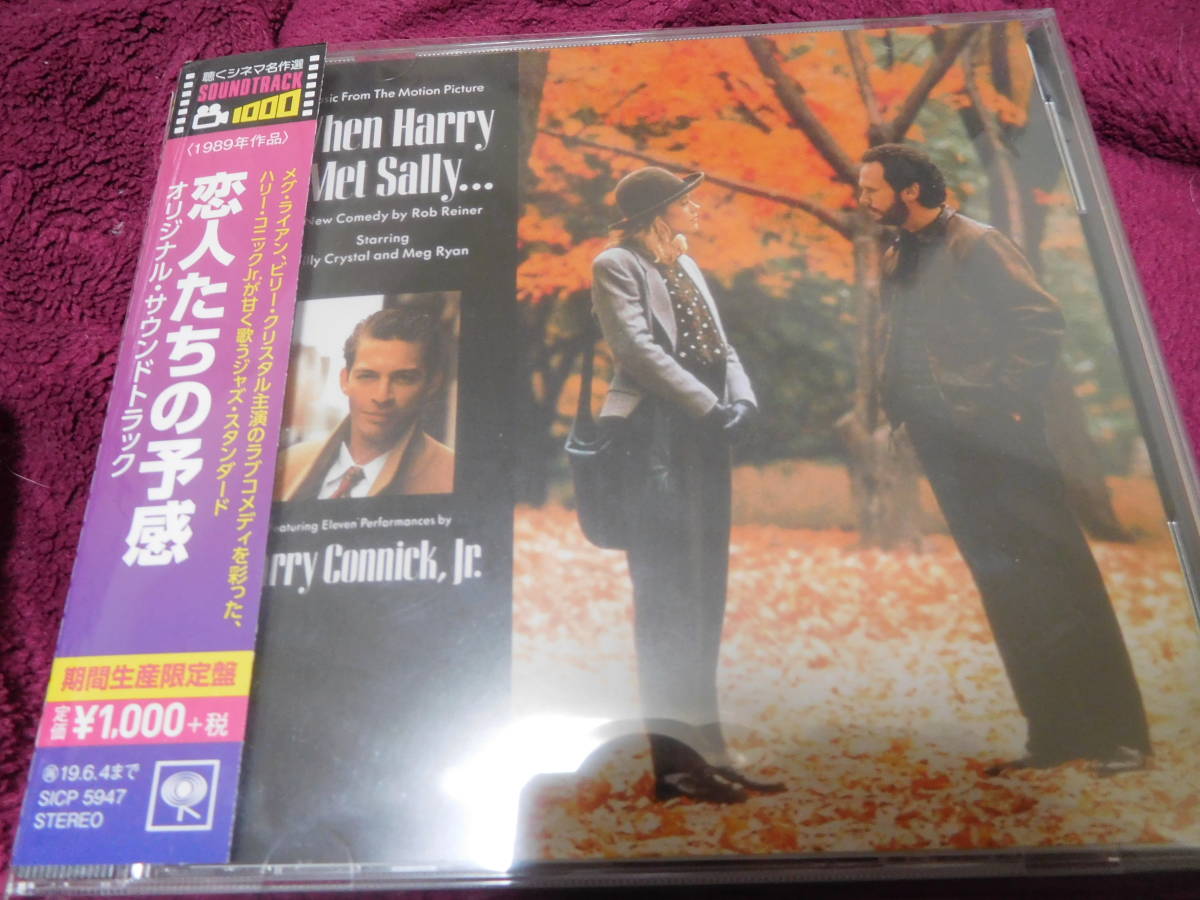 聴くシネマ名作選
SOUNDTRACK
1000
〈1989年作品〉
メグ・ライアン、ビリー・クリスタル主演のラブコメディを彩った、
ハリー・コニックJr.が甘く歌うジャズ・スタンダード
恋人たちの予感
オリジナル・サウンドトラック
期間生産限定盤
定価 ¥1,000+税
19.6.4まで
SICP 5947
STEREO
From The Motion Picture
Harry
Met Sally...
New Comedy by Rob Reiner
Starring
Crystal and Meg Ryan
Eleven Performances by
Connick, Jr.